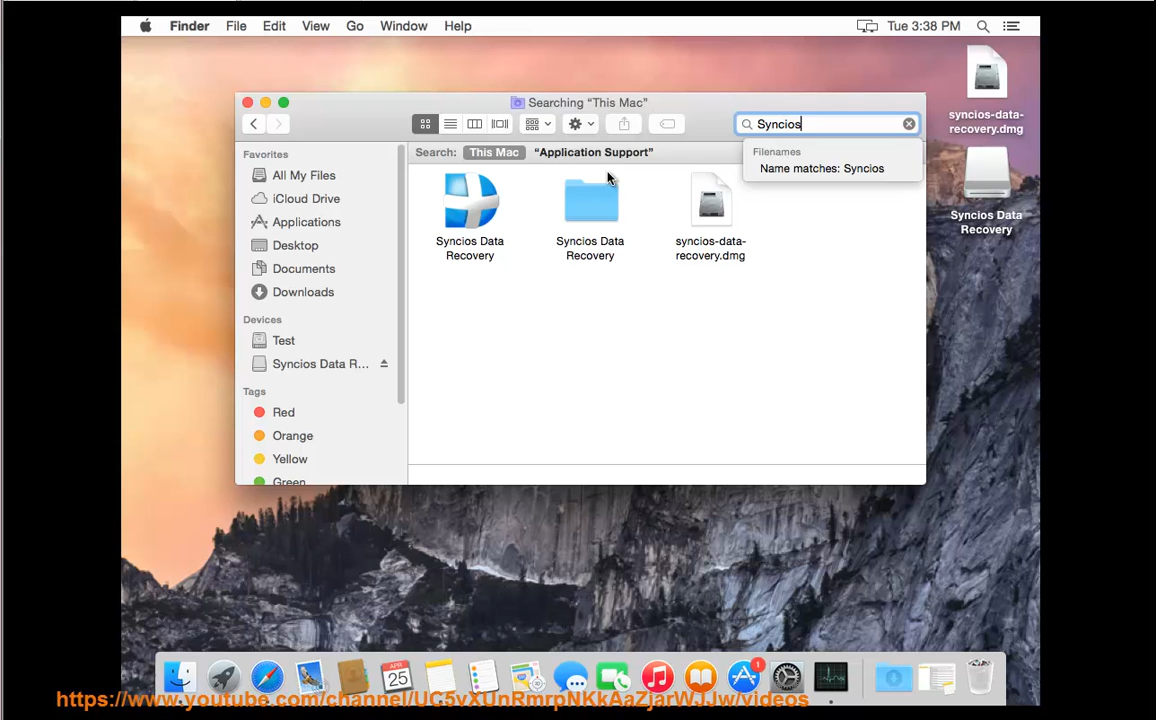 Finder File Edit View Go Window Help
Tue 3:38 PM
Searching “This Mac”
Syncios
Search: This Mac “Application Support”
Filenames
Name matches: Syncios
Favorites
All My Files
iCloud Drive
Applications
Desktop
Documents
Downloads
Devices
Test
Syncios Data R...
Tags
Red
Orange
Yellow
Green
Syncios Data
Recovery
Syncios Data
Recovery
syncios-data-
recovery.dmg
syncios-data-
recovery.dmg
Syncios Data
Recovery
APR
25
1
https://www.youtube.com/channel/UC5vXUnRmrpNKkAaZjarWJJw/videos